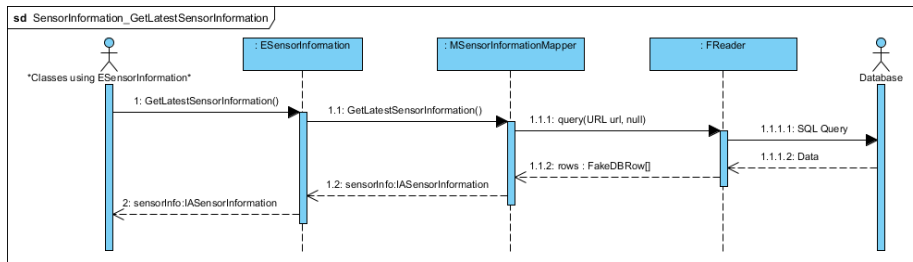 sd SensorInformation_GetLatestSensorInformation
: ESensorInformation
: MSensorInformationMapper
: FReader
*Classes using ESensorInformation*
Database
1: GetLatestSensorInformation()
1.1: GetLatestSensorInformation()
1.1.1: query(URL url, null)
1.1.1.1: SQL Query
1.1.1.2: Data
1.1.2: rows : FakeDBRow[]
1.2: sensorInfo:IASensorInformation
2: sensorInfo:IASensorInformation